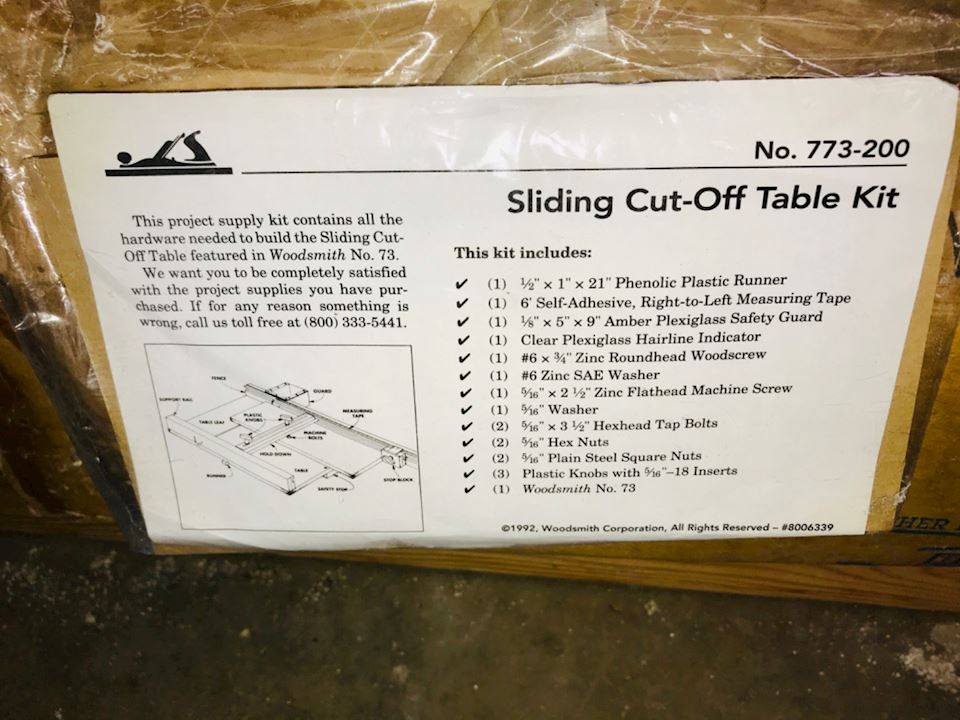 No. 773-200
Sliding Cut-Off Table Kit
This project supply kit contains all the
hardware needed to build the Sliding Cut-
Off Table featured in Woodsmith No. 73.
We want you to be completely satisfied
with the project supplies you have pur-
chased. If for any reason something is
wrong, call us toll free at (800) 333-5441.
FENCE
GUARD
SUPPORT RAIL
MEASURING
TAPE
TABLE LEAF
PLASTIC
KNOBS
MACHINE
BOLTS
HOLD DOWN
TABLE
RUNNER
SAFETY STOP
STOP BLOCK
This kit includes:
✔ (1) ½" × 1" × 21" Phenolic Plastic Runner
✔ (1) 6' Self-Adhesive, Right-to-Left Measuring Tape
✔ (1) ⅛" × 5" × 9" Amber Plexiglass Safety Guard
✔ (1) Clear Plexiglass Hairline Indicator
✔ (1) #6 × ¾" Zinc Roundhead Woodscrew
✔ (1) #6 Zinc SAE Washer
✔ (1) 5/16" × 2 ½" Zinc Flathead Machine Screw
✔ (1) 5/16" Washer
✔ (2) 5/16" × 3 ½" Hexhead Tap Bolts
✔ (2) 5/16" Hex Nuts
✔ (2) 5/16" Plain Steel Square Nuts
✔ (3) Plastic Knobs with 5/16"–18 Inserts
✔ (1) Woodsmith No. 73
©1992, Woodsmith Corporation, All Rights Reserved – #8006339